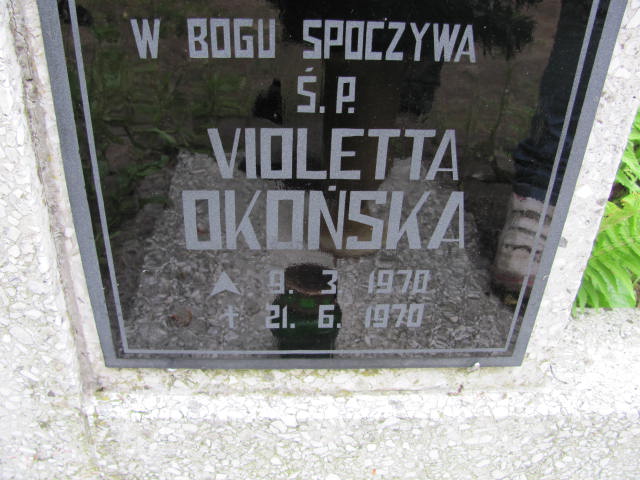 W BOGU SPOCZYWA
Ś.P.
VIOLETTA
OKOŃSKA
9. 3. 1970
† 21. 6. 1970